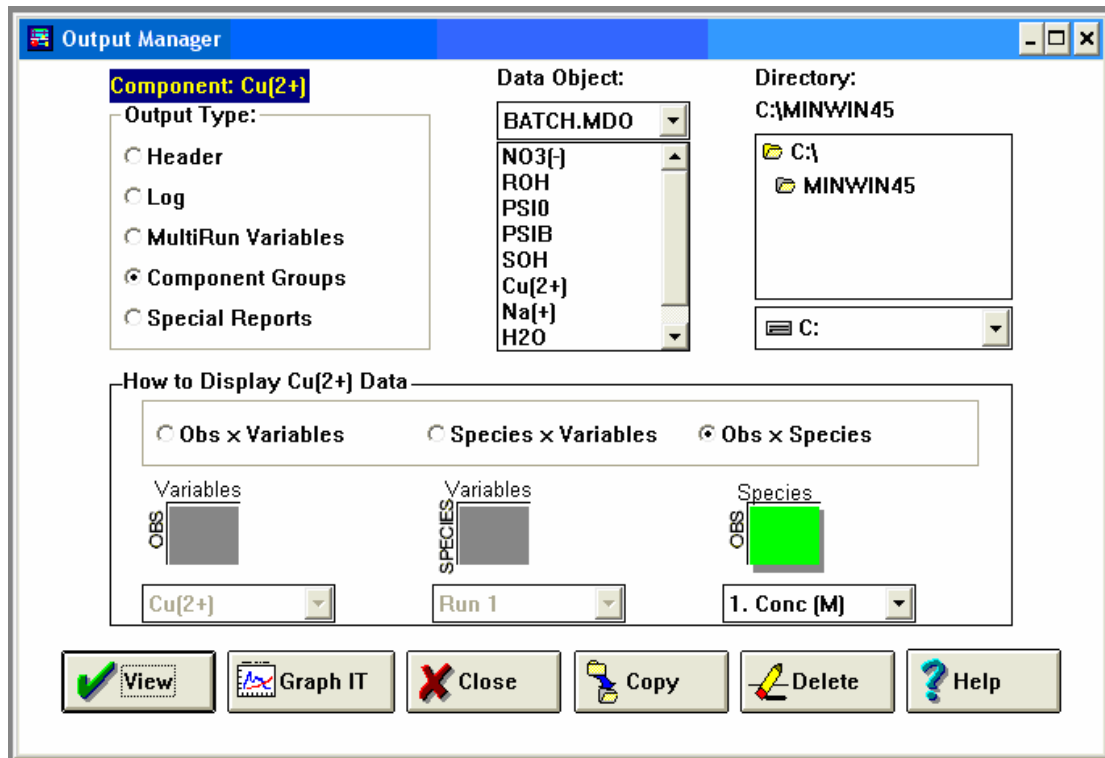 Output Manager
Component: Cu(2+)
Output Type:
Header
Log
MultiRun Variables
Component Groups
Special Reports
Data Object:
BATCH.MDO
NO3(-)
ROH
PSI0
PSIB
SOH
Cu(2+)
Na(+)
H2O
Directory:
C:\MINWIN45
C:\
MINWIN45
C:
How to Display Cu(2+) Data
Obs x Variables
Species x Variables
Obs x Species
Variables
OBS
Cu(2+)
Variables
SPECIES
Run 1
Species
OBS
1. Conc (M)
View
Graph IT
Close
Copy
Delete
Help